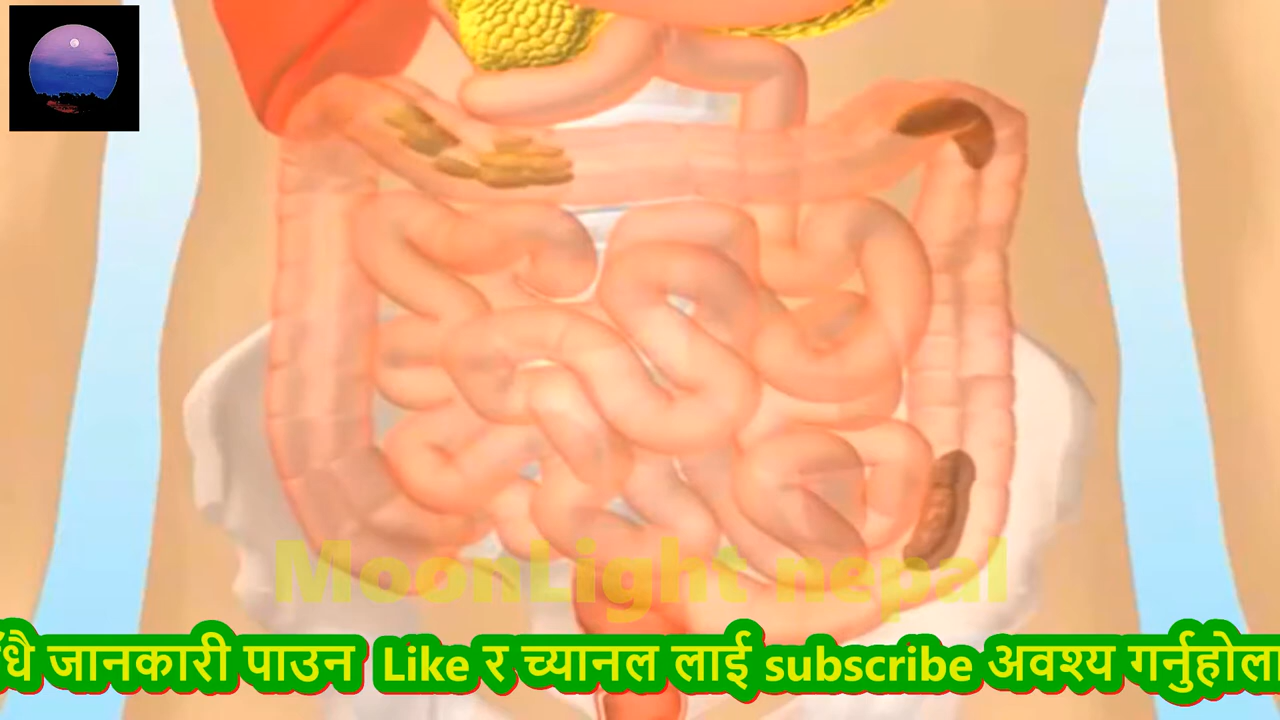 MoonLight nepal
जानकारी पाउन Like र च्यानल लाई subscribe अवश्य गर्नुहोला